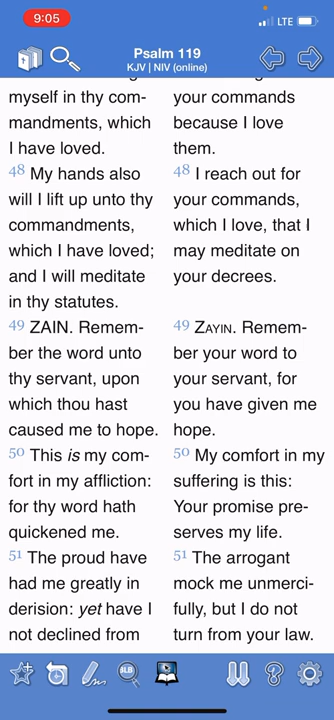 9:05
LTE
Psalm 119
KJV | NIV (online)
myself in thy com-
mandments, which
I have loved.
48 My hands also
will I lift up unto thy
commandments,
which I have loved;
and I will meditate
in thy statutes.
49 ZAIN. Remem-
ber the word unto
thy servant, upon
which thou hast
caused me to hope.
50 This is my com-
fort in my affliction:
for thy word hath
quickened me.
51 The proud have
had me greatly in
derision: yet have I
not declined from
your commands
because I love
them.
48 I reach out for
your commands,
which I love, that I
may meditate on
your decrees.
49 ZAYIN. Remem-
ber your word to
your servant, for
you have given me
hope.
50 My comfort in my
suffering is this:
Your promise pre-
serves my life.
51 The arrogant
mock me unmerci-
fully, but I do not
turn from your law.
BLB